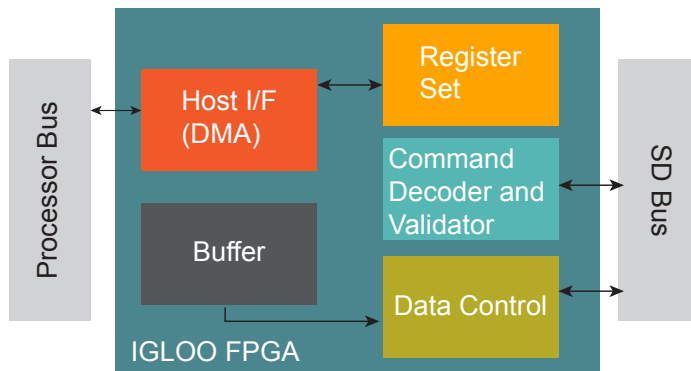 Processor Bus
Host I/F
(DMA)
Register
Set
Command
Decoder and
Validator
Buffer
Data Control
IGLOO FPGA
SD Bus